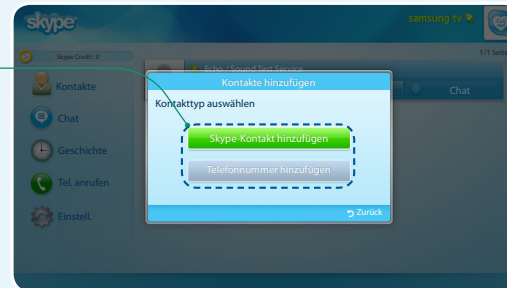 skype
samsung tv
Skype Credit : 0
1/1 Seite
Echo / Sound Test Service
Kontakte
Chat
Kontakte hinzufügen
Kontakttyp auswählen
Chat
Skype-Kontakt hinzufügen
Geschichte
Telefonnummer hinzufügen
Tel. anrufen
Zurück
Einstell.